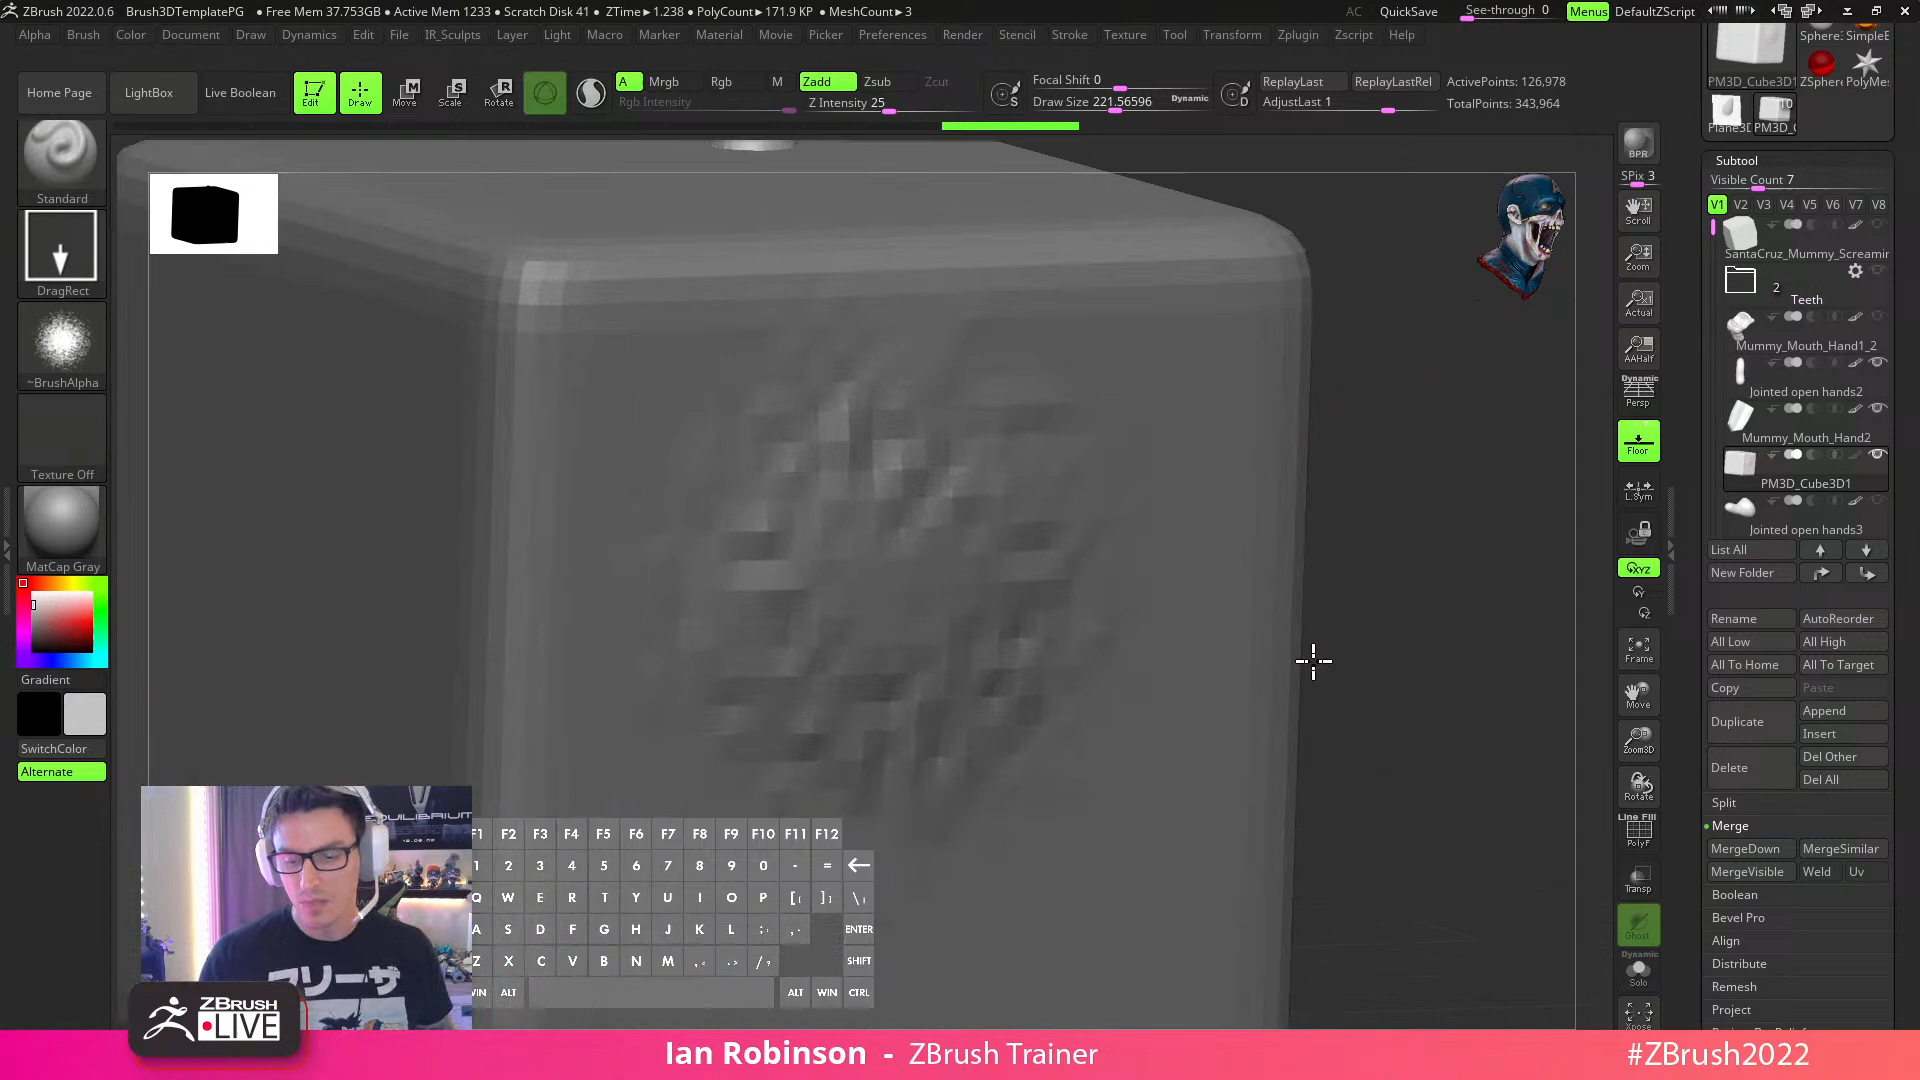 ZBrush 2022.0.6 Brush3DTemplatePG • Free Mem 37.753GB • Active Mem 1233 • Scratch Disk 41 • ZTime►1.238 • PolyCount►171.9 KP • MeshCount►3 AC QuickSave See-through 0 Menus DefaultZScript
Alpha Brush Color Document Draw Dynamics Edit File IR_Sculpts Layer Light Macro Marker Material Movie Picker Preferences Render Stencil Stroke Texture Tool Transform Zplugin Zscript Help
Home Page LightBox Live Boolean Edit Draw Move Scale Rotate
A Mrgb Rgb M Zadd Zsub Zcut
Rgb Intensity Z Intensity 25
Focal Shift 0
Draw Size 221.56596 Dynamic
ReplayLast ReplayLastRel ActivePoints: 126,978
AdjustLast 1 TotalPoints: 343,964
Standard
DragRect
~BrushAlpha
Texture Off
MatCap Gray
Gradient
SwitchColor
Alternate
BPR
SPix 3
Scroll
Zoom
Actual
AAHalf
Dynamic
Persp
Floor
L.Sym
XYZ
Frame
Move
Zoom3D
Rotate
Line Fill
PolyF
Transp
Ghost
Dynamic
Solo
Xpose
PM3D_Cube3D1
10
Subtool
Visible Count 7
V1 V2 V3 V4 V5 V6 V7 V8
SantaCruz_Mummy_Screamin
2
Teeth
Mummy_Mouth_Hand1_2
Jointed open hands2
Mummy_Mouth_Hand2
PM3D_Cube3D1
Jointed open hands3
List All
New Folder
Rename AutoReorder
All Low All High
All To Home All To Target
Copy Paste
Duplicate Append
Insert
Delete Del Other
Del All
Split
Merge
MergeDown MergeSimilar
MergeVisible Weld Uv
Boolean
Bevel Pro
Align
Distribute
Remesh
Project
F1 F2 F3 F4 F5 F6 F7 F8 F9 F10 F11 F12
1 2 3 4 5 6 7 8 9 0 - =
Q W E R T Y U I O P [ ] \
A S D F G H J K L ; ENTER
Z X C V B N M , . / SHIFT
WIN ALT ALT WIN CTRL
フリーザ
ZBRUSH
LIVE
Ian Robinson - ZBrush Trainer
#ZBrush2022